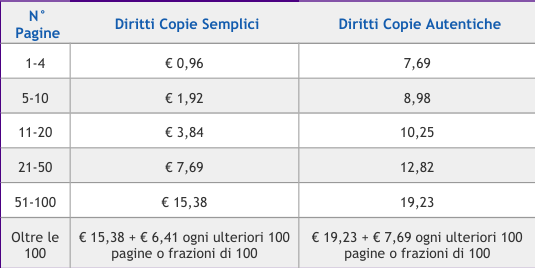 N° Pagine Diritti Copie Semplici Diritti Copie Autentiche
1-4 € 0,96 7,69
5-10 € 1,92 8,98
11-20 € 3,84 10,25
21-50 € 7,69 12,82
51-100 € 15,38 19,23
Oltre le € 15,38 + € 6,41 ogni ulteriori 100 € 19,23 + € 7,69 ogni ulteriori 100
100 pagine o frazioni di 100 pagine o frazioni di 100